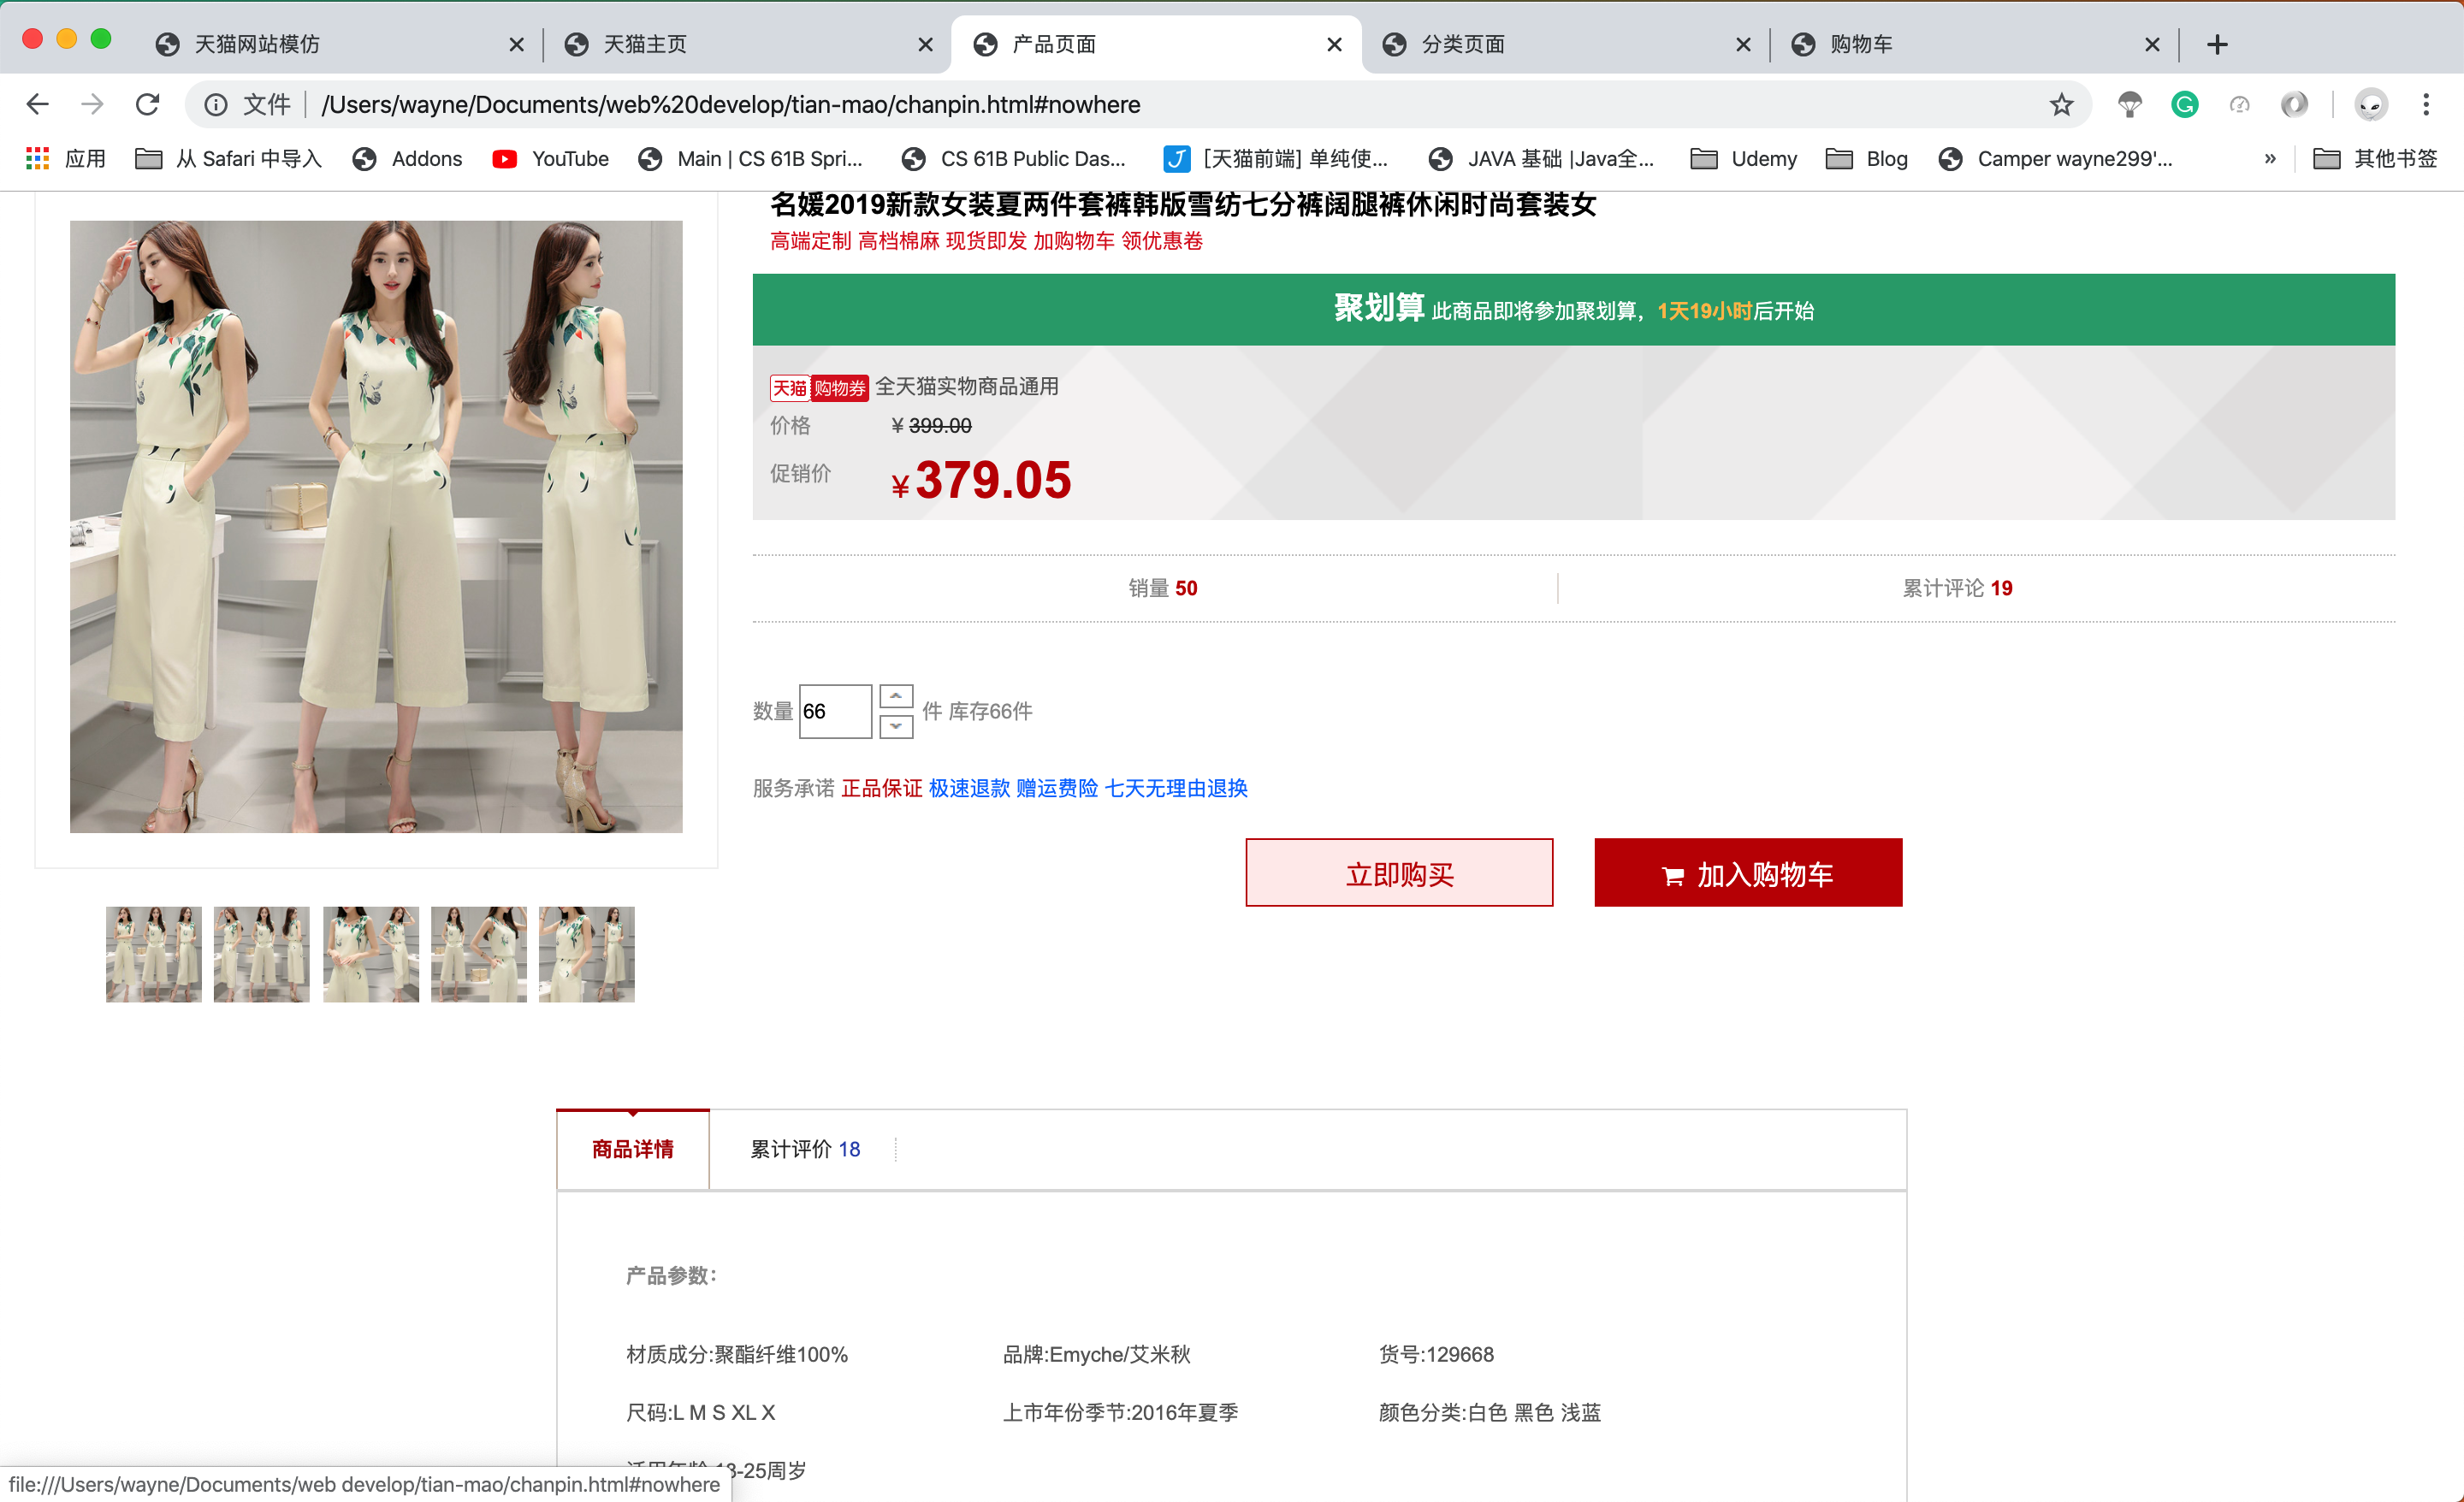 天猫网站模仿
天猫主页
产品页面
分类页面
购物车
文件 /Users/wayne/Documents/web%20develop/tian-mao/chanpin.html#nowhere
应用 从 Safari 中导入 Addons YouTube Main | CS 61B Spri... CS 61B Public Das... [天猫前端] 单纯使... JAVA 基础 |Java全... Udemy Blog Camper wayne299'... » 其他书签
名媛2019新款女装夏两件套裤韩版雪纺七分裤阔腿裤休闲时尚套装女
高端定制 高档棉麻 现货即发 加购物车 领优惠卷
聚划算 此商品即将参加聚划算，1天19小时后开始
天猫 购物券 全天猫实物商品通用
价格 ¥ 399.00
促销价 ¥379.05
销量 50
累计评论 19
数量 66 件 库存66件
服务承诺 正品保证 极速退款 赠运费险 七天无理由退换
立即购买
加入购物车
商品详情
累计评价 18
产品参数：
材质成分:聚酯纤维100% 品牌:Emyche/艾米秋 货号:129668
尺码:L M S XL X 上市年份季节:2016年夏季 颜色分类:白色 黑色 浅蓝
-25周岁
file:///Users/wayne/Documents/web develop/tian-mao/chanpin.html#nowhere